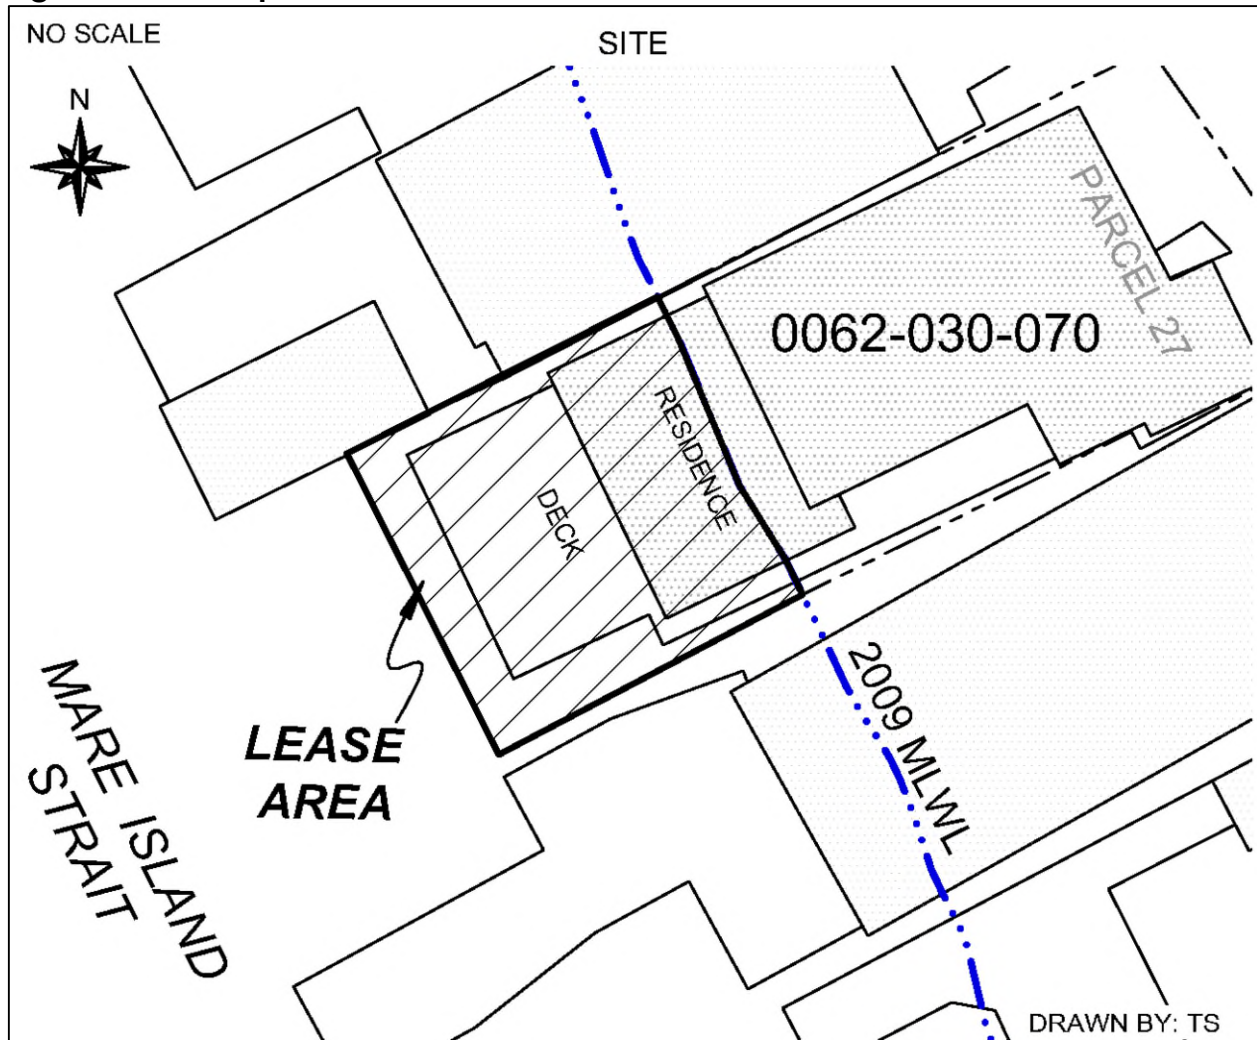 NO SCALE
SITE
N
PARCEL 27
0062-030-070
RESIDENCE
DECK
LEASE
AREA
MARE ISLAND
STRAIT
2009 MLWL
DRAWN BY: TS